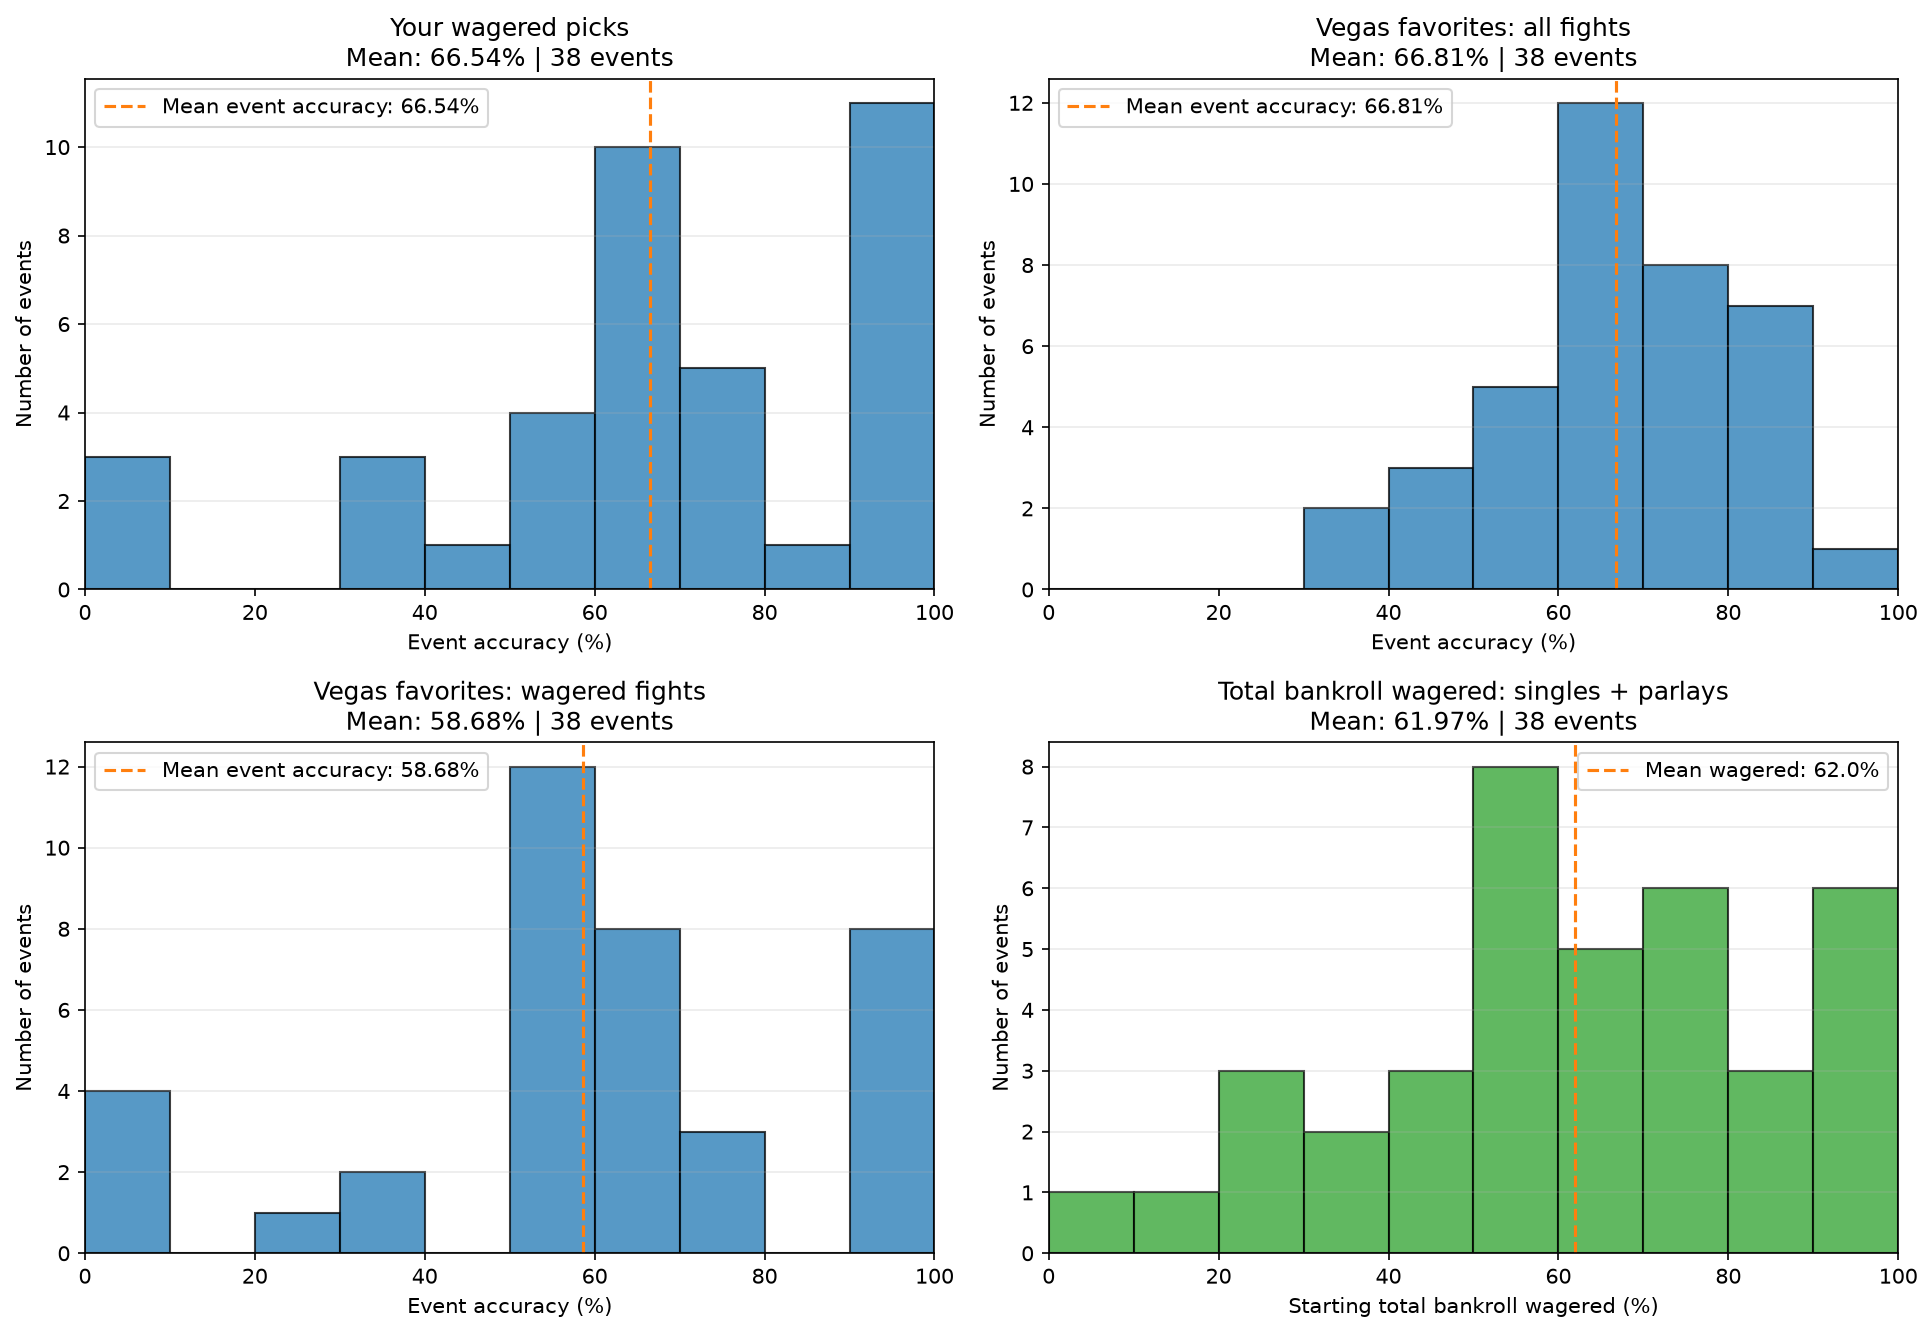 Your wagered picks
Mean: 66.54% | 38 events
Mean event accuracy: 66.54%
Number of events
10
8
6
4
2
0
0 20 40 60 80 100
Event accuracy (%)
Vegas favorites: all fights
Mean: 66.81% | 38 events
Mean event accuracy: 66.81%
Number of events
12
10
8
6
4
2
0
0 20 40 60 80 100
Event accuracy (%)
Vegas favorites: wagered fights
Mean: 58.68% | 38 events
Mean event accuracy: 58.68%
Number of events
12
10
8
6
4
2
0
0 20 40 60 80 100
Event accuracy (%)
Total bankroll wagered: singles + parlays
Mean: 61.97% | 38 events
Mean wagered: 62.0%
Number of events
8
7
6
5
4
3
2
1
0
0 20 40 60 80 100
Starting total bankroll wagered (%)